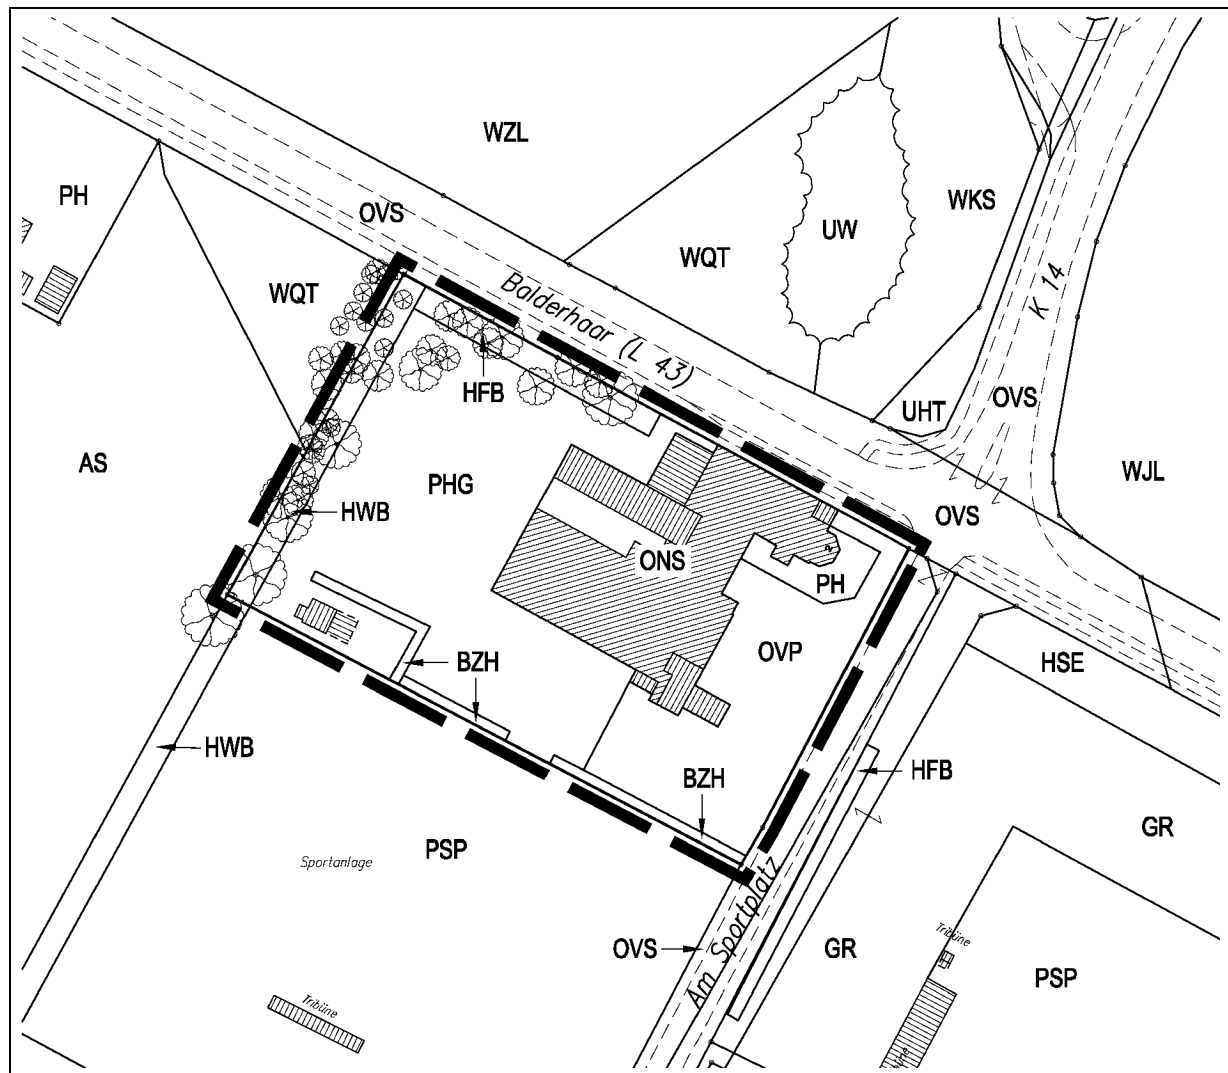 WZL
PH
OVS
WKS
UW
WQT
WQT
K 14
Balderhaar (L 43)
HFB
UHT
OVS
AS
PHG
WJL
HWB
OVS
ONS
PH
BZH
OVP
HSE
HWB
BZH
HFB
GR
PSP
Sportanlage
Am Sportplatz
OVS
GR
Tribüne
PSP
Tribüne